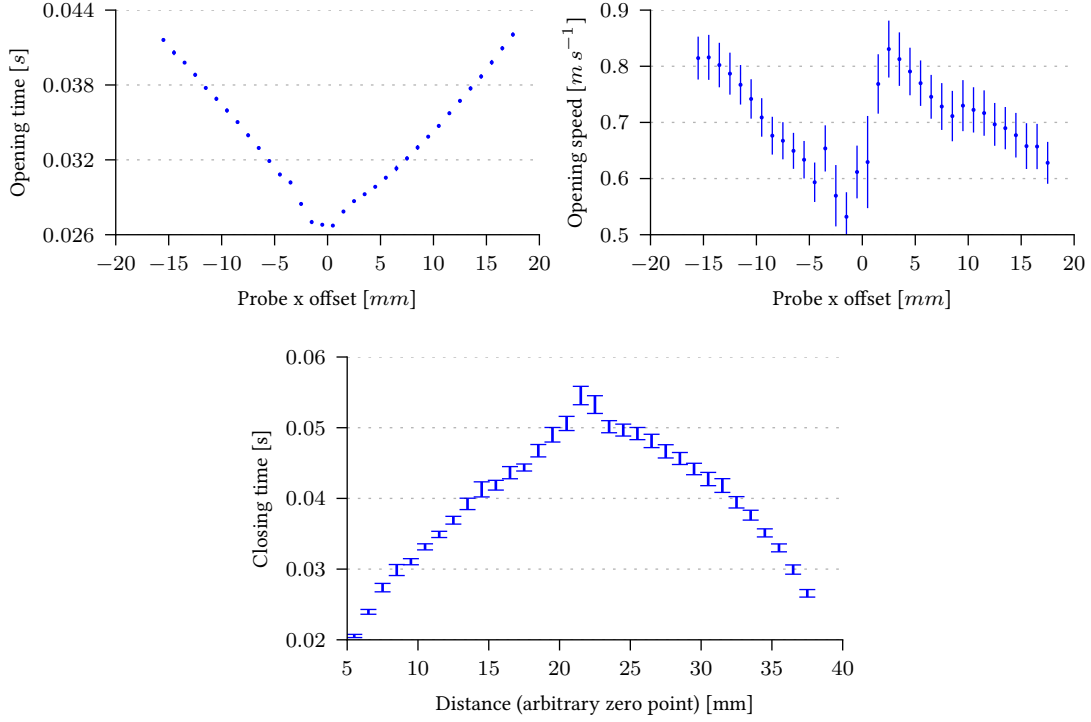 0.044
0.038
0.032
0.026
Opening time [s]
−20 −15 −10 −5 0 5 10 15 20
Probe x offset [mm]
0.9
0.8
0.7
0.6
0.5
Opening speed [m s⁻¹]
−20 −15 −10 −5 0 5 10 15 20
Probe x offset [mm]
0.06
0.05
0.04
0.03
0.02
Closing time [s]
5 10 15 20 25 30 35 40
Distance (arbitrary zero point) [mm]